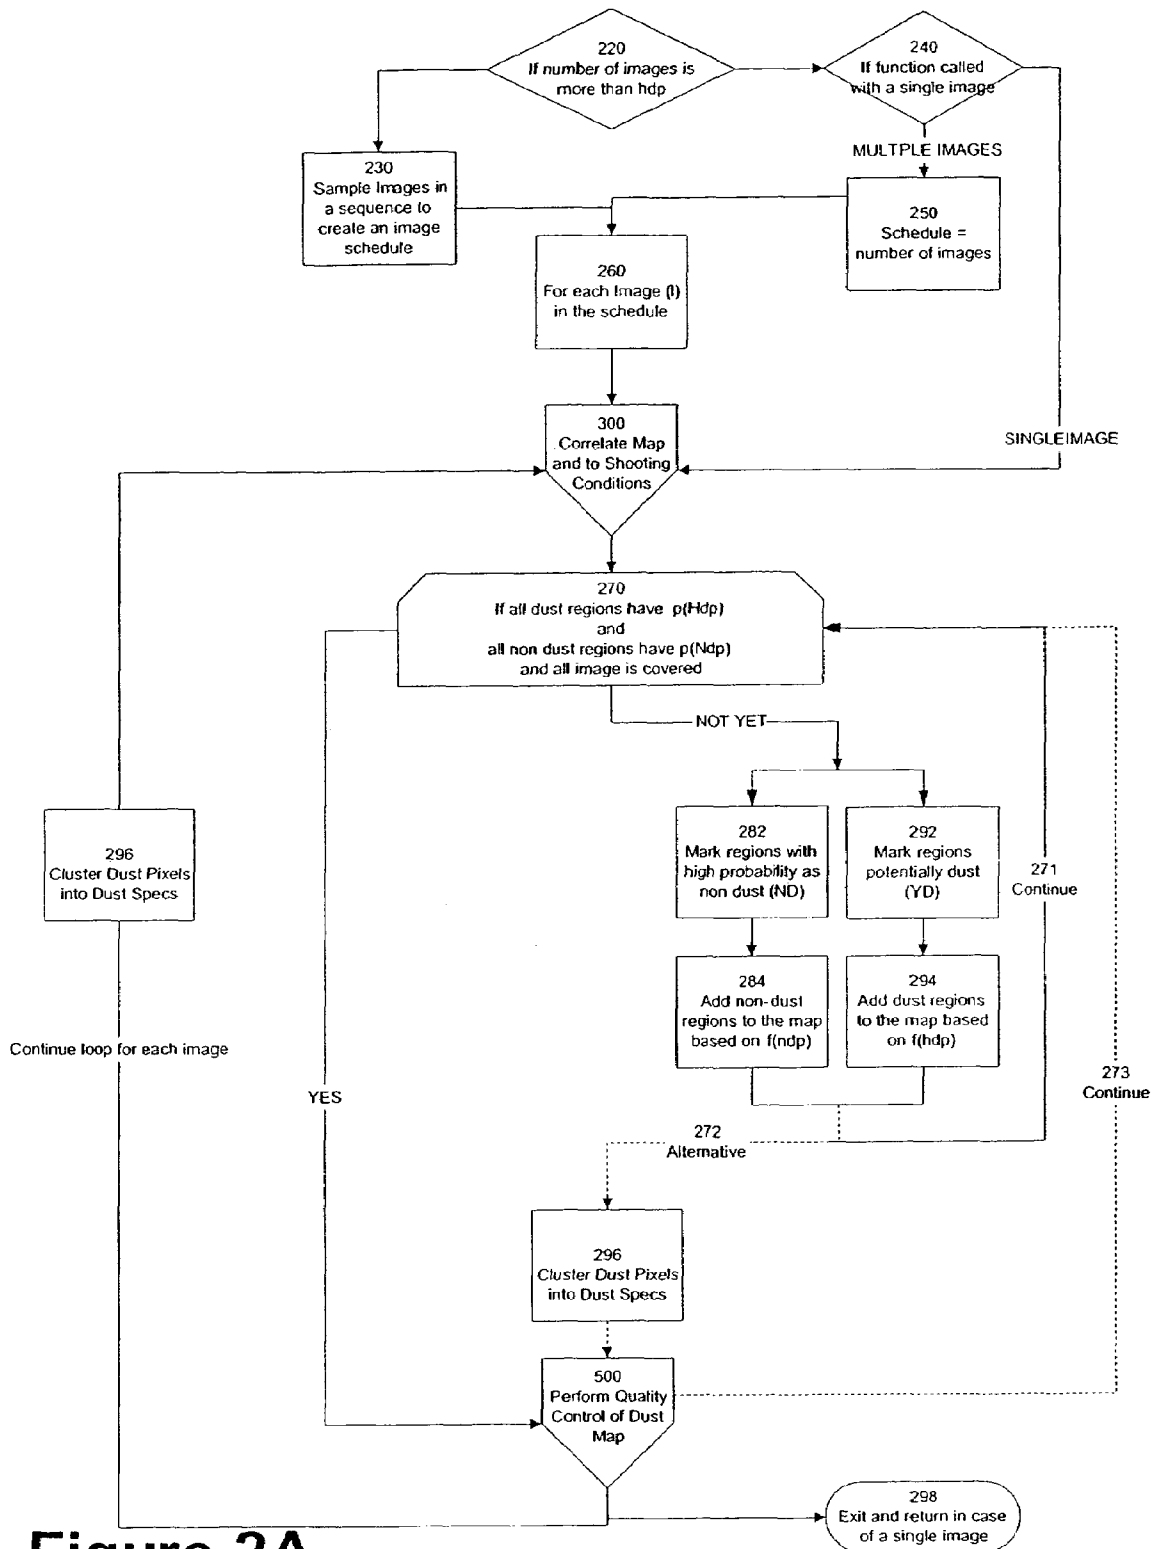 220
If number of images is
more than hdp
240
If function called
with a single image
MULTPLE IMAGES
230
Sample Images in
a sequence to
create an image
schedule
250
Schedule =
number of images
260
For each Image (I)
in the schedule
300
Correlate Map
and to Shooting
Conditions
SINGLEIMAGE
270
If all dust regions have p(Hdp)
and
all non dust regions have p(Ndp)
and all image is covered
NOT YET
296
Cluster Dust Pixels
into Dust Specs
282
Mark regions with
high probability as
non dust (ND)
292
Mark regions
potentially dust
(YD)
271
Continue
284
Add non-dust
regions to the map
based on f(ndp)
294
Add dust regions
to the map based
on f(hdp)
Continue loop for each image
273
Continue
YES
272
Alternative
296
Cluster Dust Pixels
into Dust Specs
500
Perform Quality
Control of Dust
Map
298
Exit and return in case
of a single image
Figure 2A